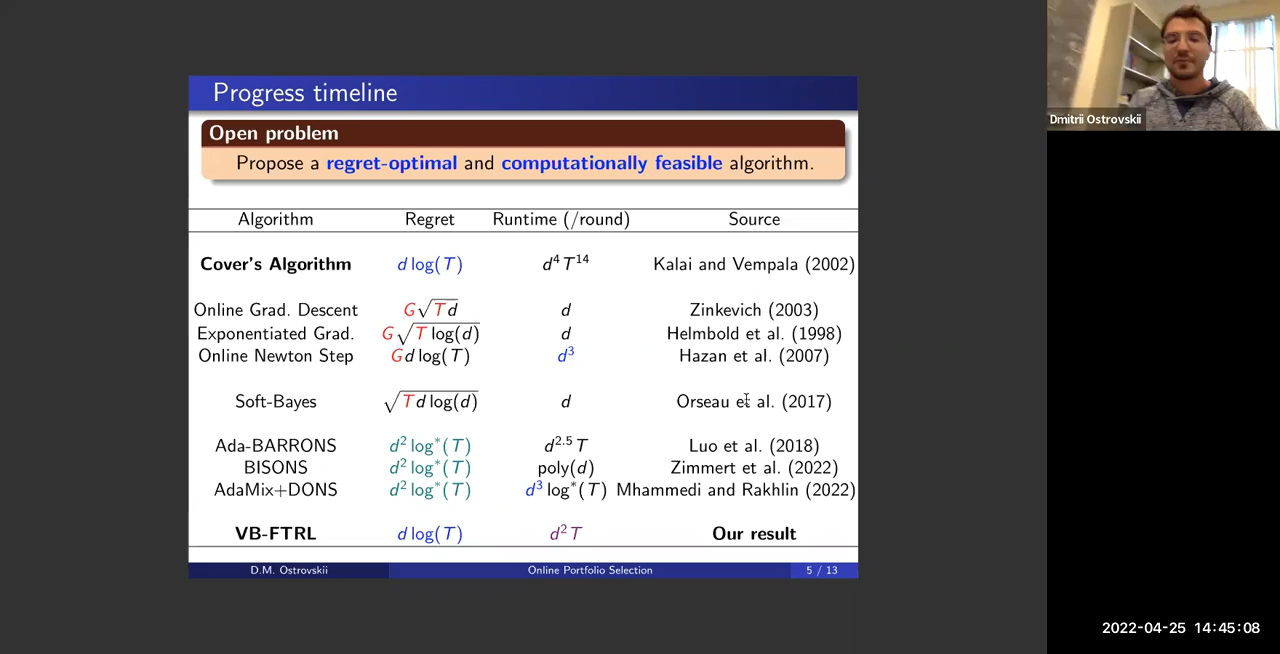 Progress timeline
Open problem
Propose a regret-optimal and computationally feasible algorithm.
Algorithm Regret Runtime (/round) Source
Cover's Algorithm d log(T) d⁴T¹⁴ Kalai and Vempala (2002)
Online Grad. Descent G√(Td) d Zinkevich (2003)
Exponentiated Grad. G√(T log(d)) d Helmbold et al. (1998)
Online Newton Step Gd log(T) d³ Hazan et al. (2007)
Soft-Bayes √(Td log(d)) d Orseau et al. (2017)
Ada-BARRONS d² log*(T) d²·⁵T Luo et al. (2018)
BISONS d² log*(T) poly(d) Zimmert et al. (2022)
AdaMix+DONS d² log*(T) d³ log*(T) Mhammedi and Rakhlin (2022)
VB-FTRL d log(T) d²T Our result
D.M. Ostrovskii Online Portfolio Selection 5 / 13
Dmitrii Ostrovskii
2022-04-25 14:45:08